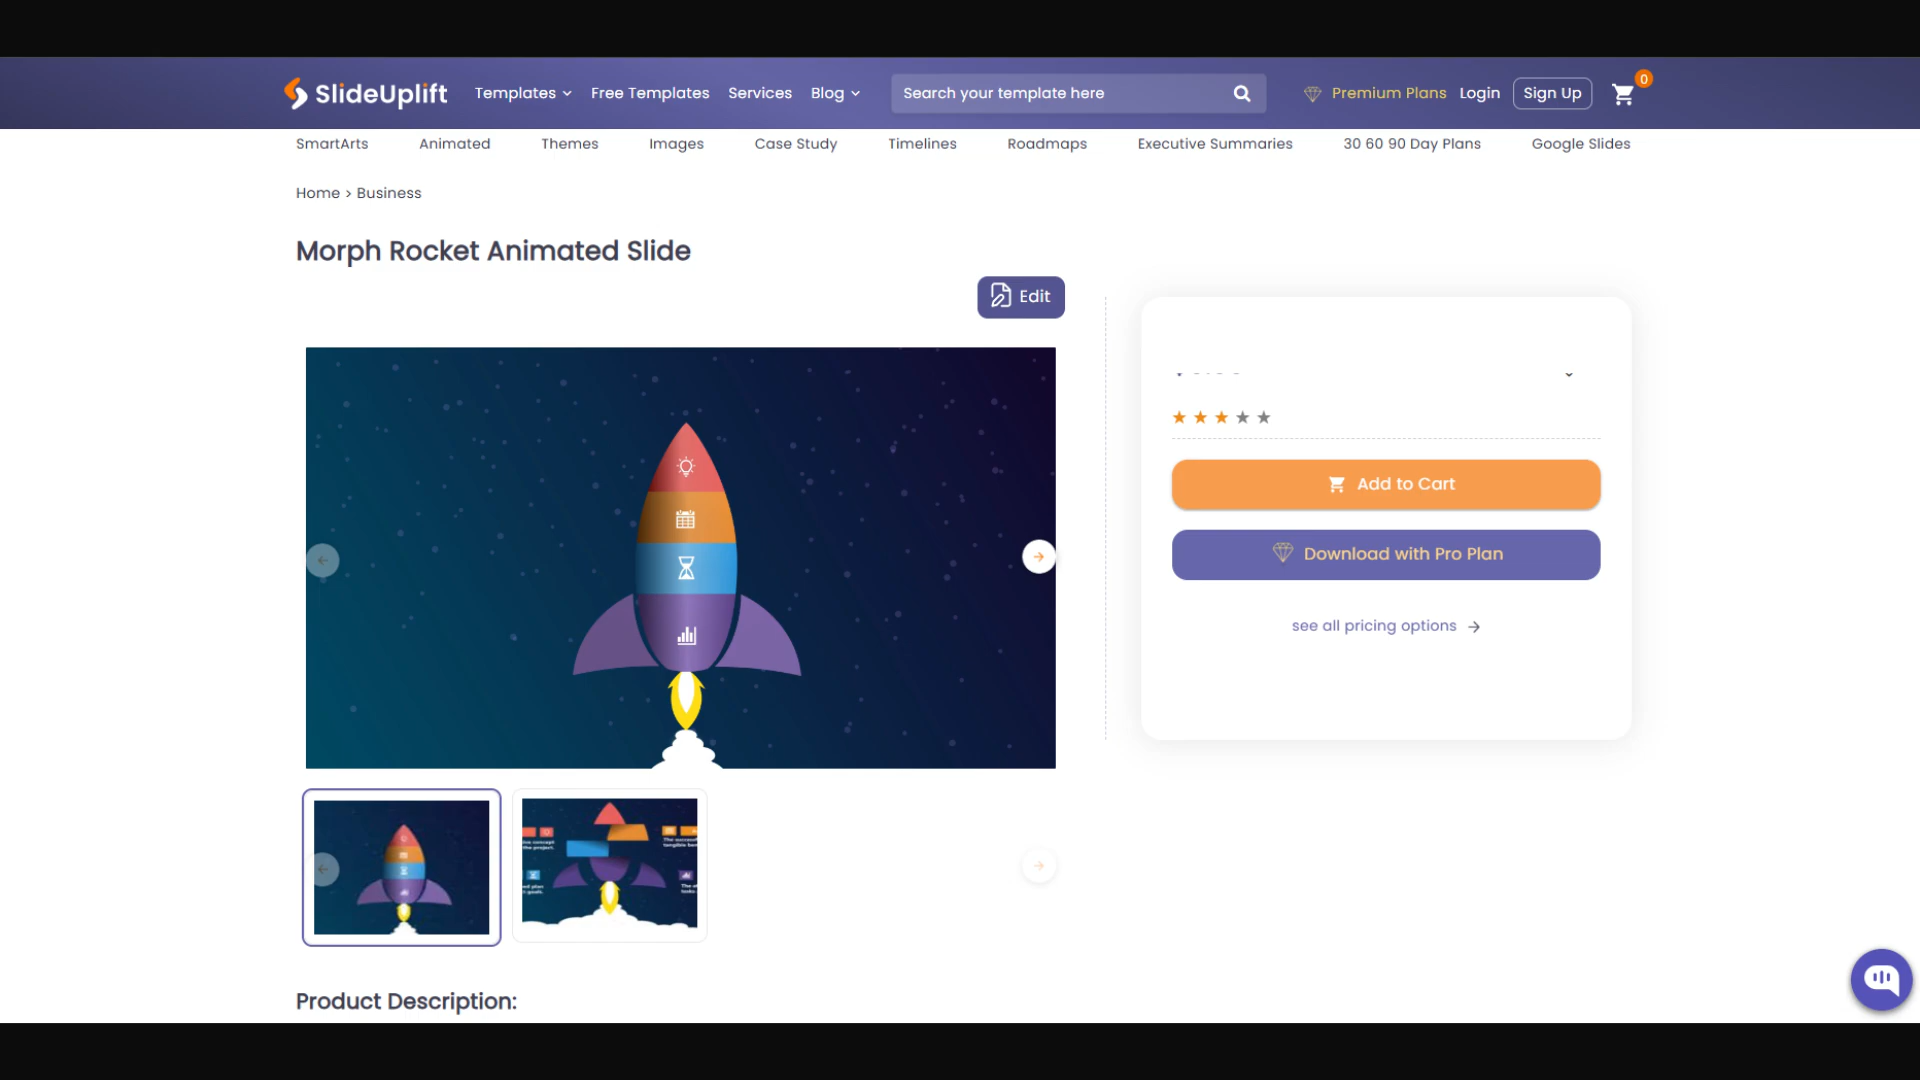 SlideUplift
Templates
Free Templates
Services
Blog
Search your template here
Premium Plans
Login
Sign Up
0
SmartArts
Animated
Themes
Images
Case Study
Timelines
Roadmaps
Executive Summaries
30 60 90 Day Plans
Google Slides
Home > Business
Morph Rocket Animated Slide
Edit
Add to Cart
Download with Pro Plan
see all pricing options
Product Description: